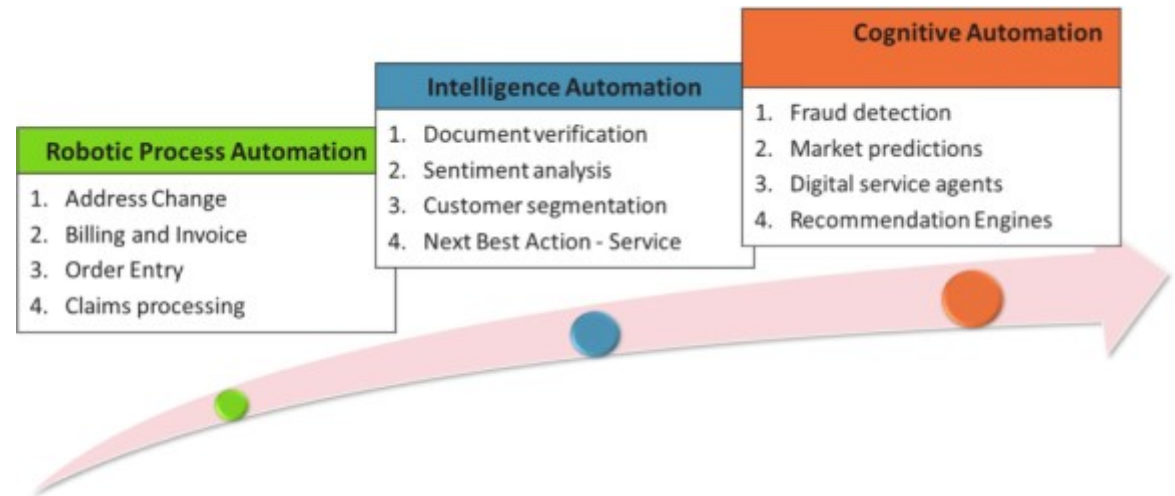 Robotic Process Automation
1. Address Change
2. Billing and Invoice
3. Order Entry
4. Claims processing
Intelligence Automation
1. Document verification
2. Sentiment analysis
3. Customer segmentation
4. Next Best Action - Service
Cognitive Automation
1. Fraud detection
2. Market predictions
3. Digital service agents
4. Recommendation Engines